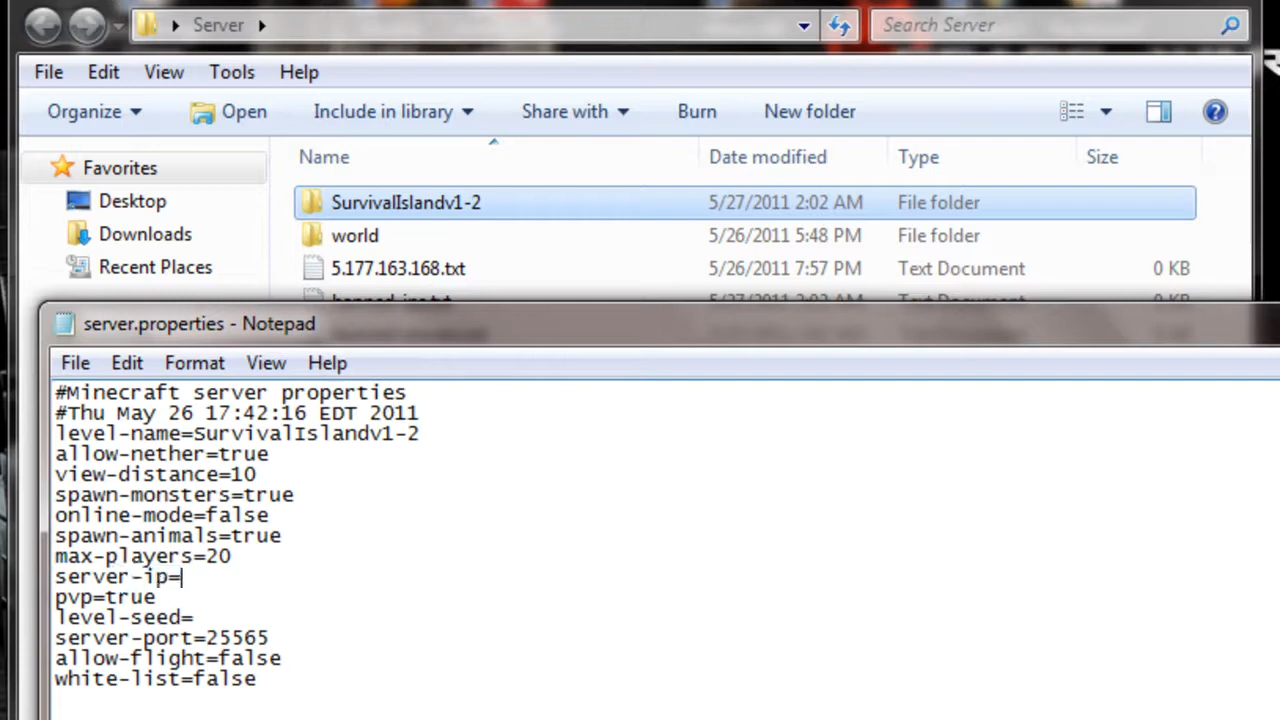 Server
Search Server
File Edit View Tools Help
Organize Open Include in library Share with Burn New folder
Name Date modified Type Size
Favorites
SurvivalIslandv1-2 5/27/2011 2:02 AM File folder
Desktop
world 5/26/2011 5:48 PM File folder
Downloads
5.177.163.168.txt 5/26/2011 7:57 PM Text Document 0 KB
Recent Places
server.properties - Notepad
File Edit Format View Help
#Minecraft server properties
#Thu May 26 17:42:16 EDT 2011
level-name=SurvivalIslandv1-2
allow-nether=true
view-distance=10
spawn-monsters=true
online-mode=false
spawn-animals=true
max-players=20
server-ip=
pvp=true
level-seed=
server-port=25565
allow-flight=false
white-list=false